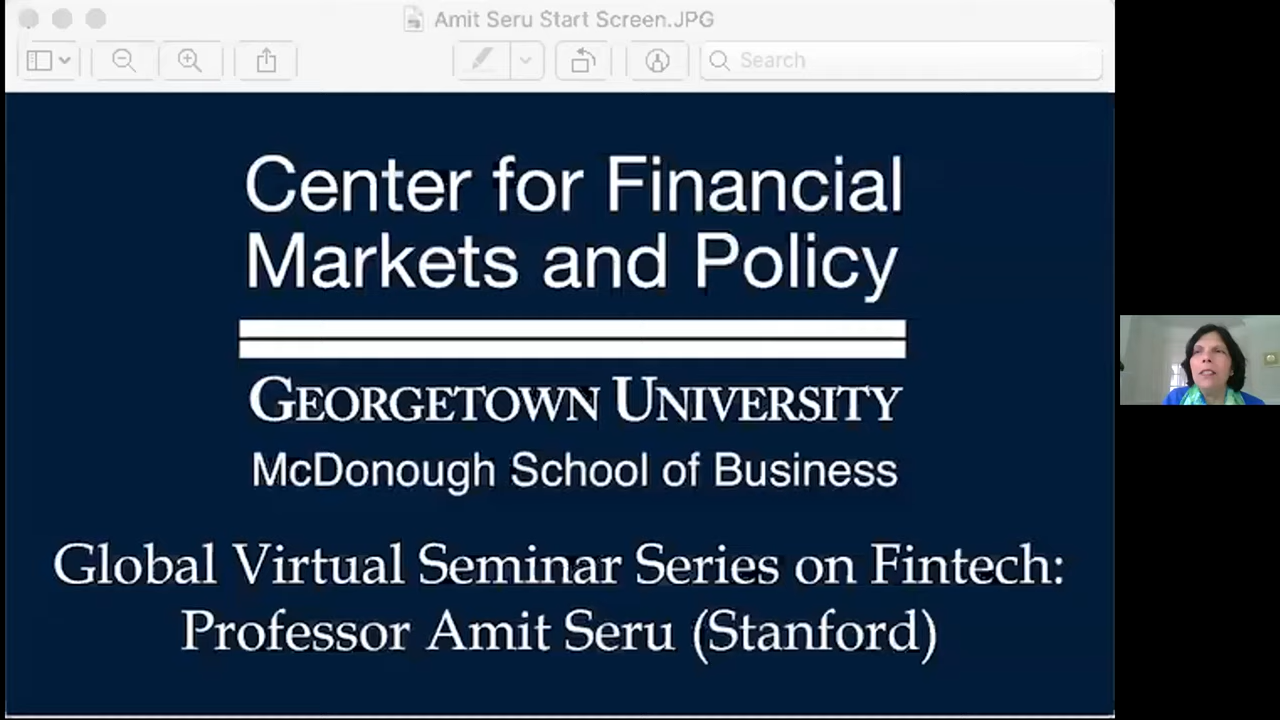 Amit Seru Start Screen.JPG
Search
Center for Financial
Markets and Policy
GEORGETOWN UNIVERSITY
McDonough School of Business
Global Virtual Seminar Series on Fintech:
Professor Amit Seru (Stanford)